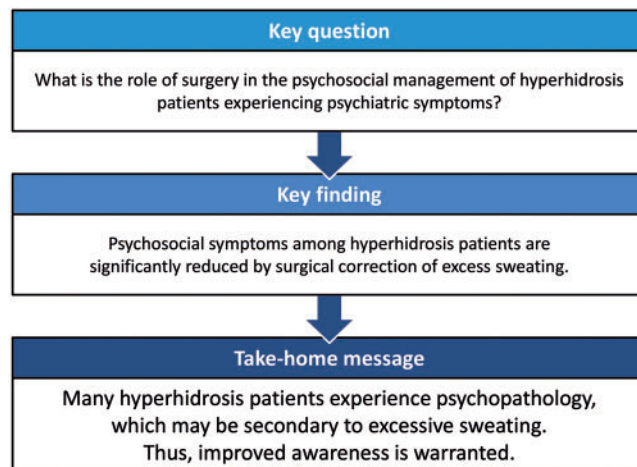 Key question
What is the role of surgery in the psychosocial management of hyperhidrosis
patients experiencing psychiatric symptoms?
Key finding
Psychosocial symptoms among hyperhidrosis patients are
significantly reduced by surgical correction of excess sweating.
Take-home message
Many hyperhidrosis patients experience psychopathology,
which may be secondary to excessive sweating.
Thus, improved awareness is warranted.